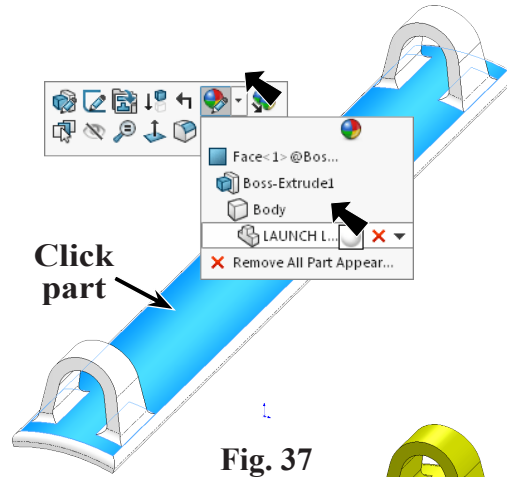 Face<1>@Bos...
Boss-Extrude1
Body
LAUNCH L...
Remove All Part Appear...
Click
part
Fig. 37